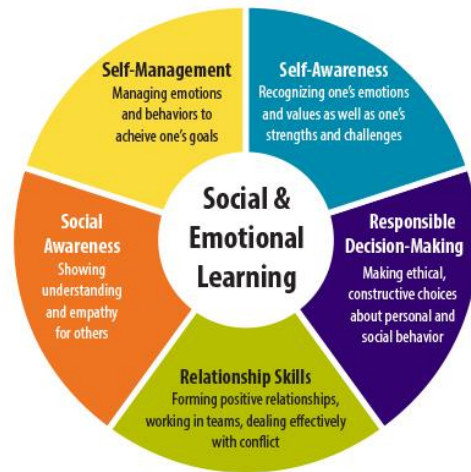 Self-Management
Managing emotions
and behaviors to
acheive one's goals
Self-Awareness
Recognizing one's emotions
and values as well as one's
strengths and challenges
Social &
Emotional
Learning
Social
Awareness
Showing
understanding
and empathy
for others
Responsible
Decision-Making
Making ethical,
constructive choices
about personal and
social behavior
Relationship Skills
Forming positive relationships,
working in teams, dealing effectively
with conflict